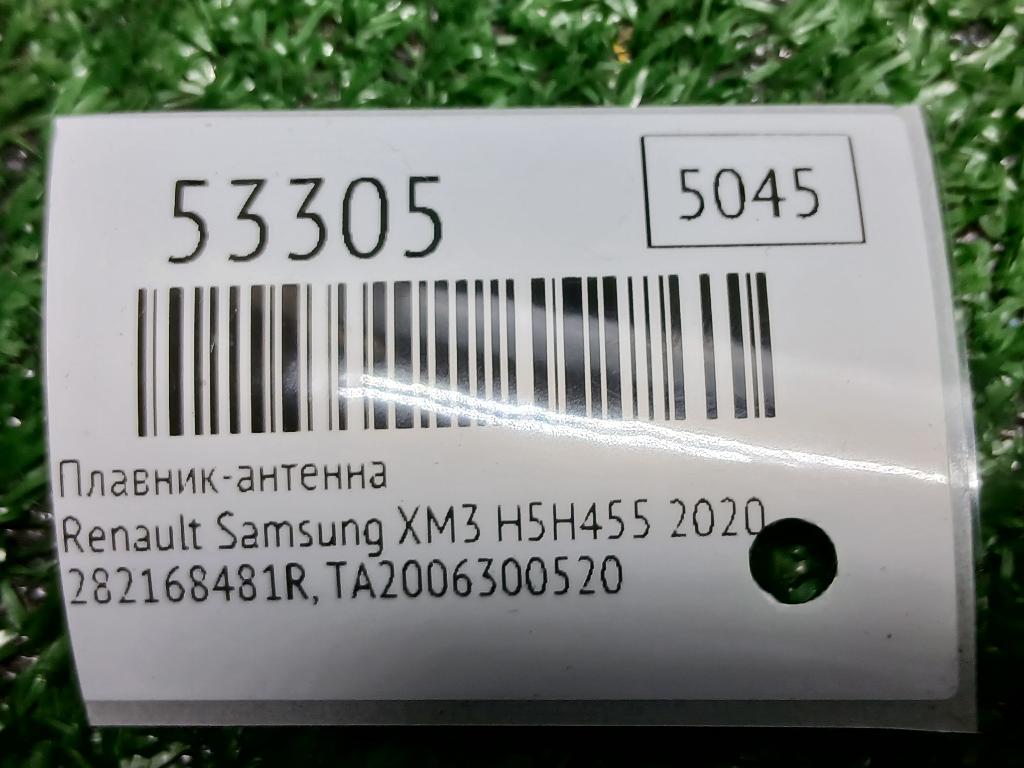 53305
5045
Плавник-антенна
Renault Samsung XM3 H5H455 2020
282168481R, TA2006300520